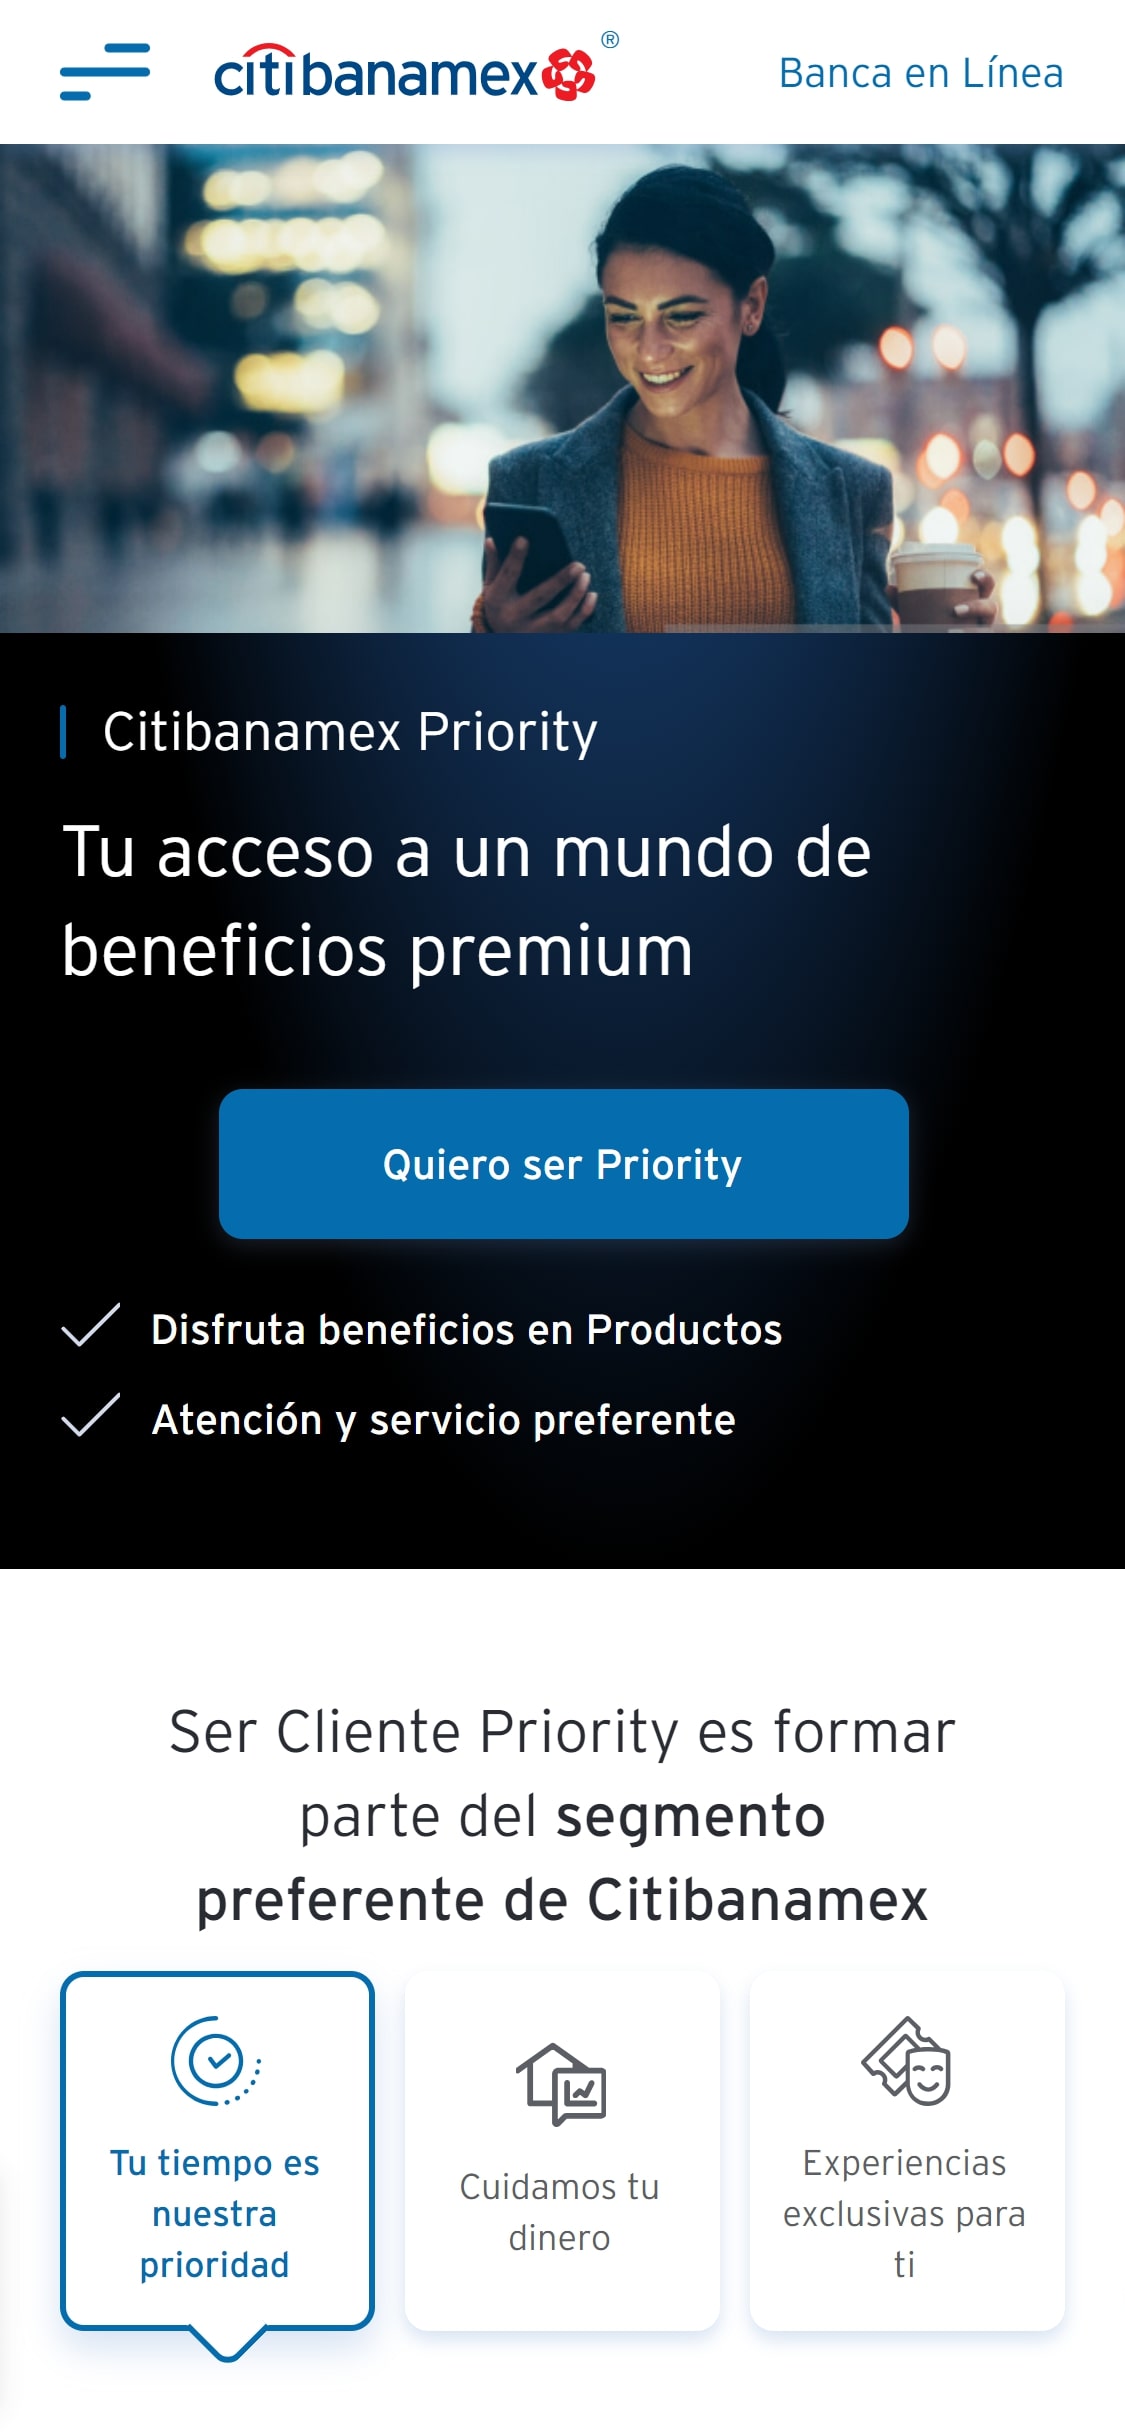 citibanamex®
Banca en Línea
Citibanamex Priority
Tu acceso a un mundo de
beneficios premium
Quiero ser Priority
Disfruta beneficios en Productos
Atención y servicio preferente
Ser Cliente Priority es formar
parte del segmento
preferente de Citibanamex
Tu tiempo es
nuestra
prioridad
Cuidamos tu
dinero
Experiencias
exclusivas para
ti